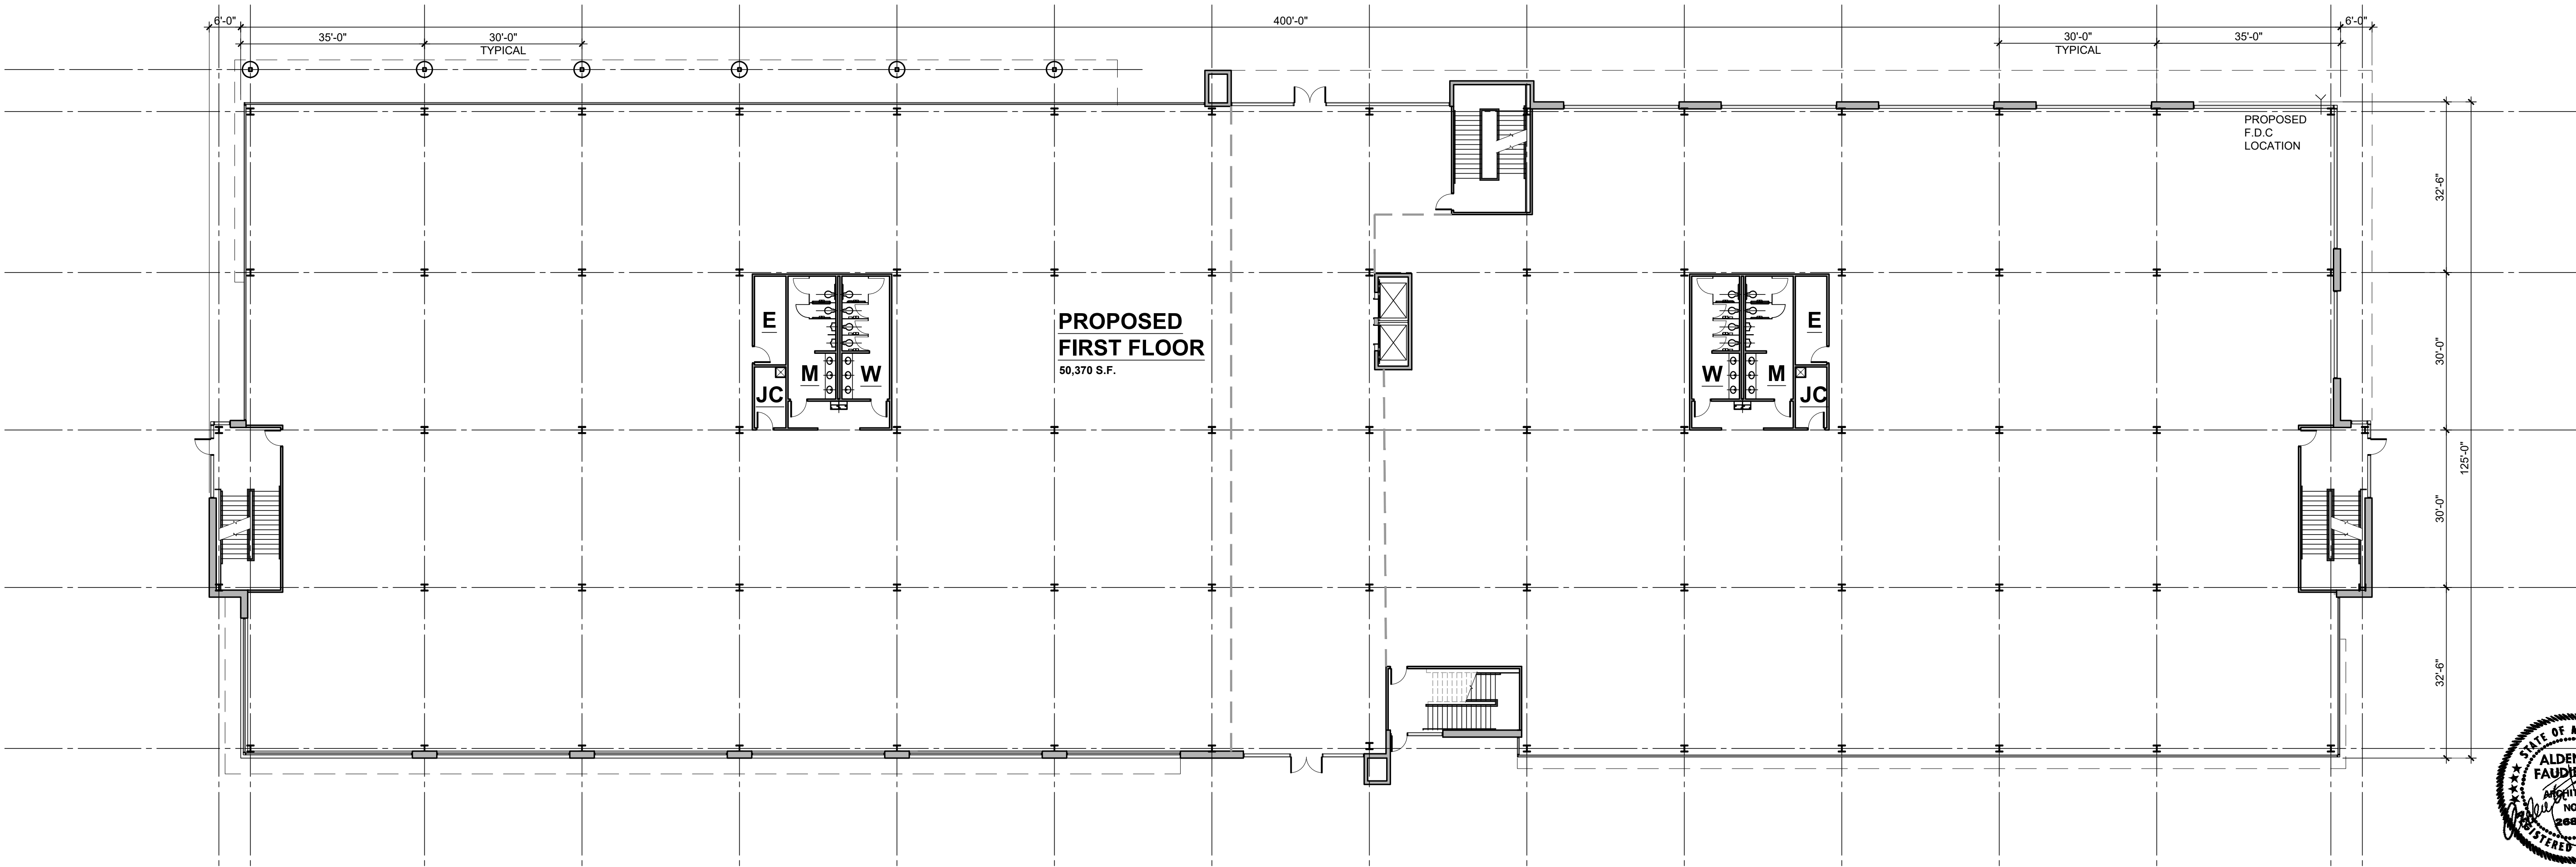 6'-0"
400'-0"
6'-0"
35'-0"
30'-0"
TYPICAL
30'-0"
TYPICAL
35'-0"
PROPOSED
F.D.C
LOCATION
32'-6"
30'-0"
30'-0"
32'-6"
125'-0"
E
JC
M
W
PROPOSED
FIRST FLOOR
50,370 S.F.
W
M
E
JC
STATE OF
ALDEN
NO